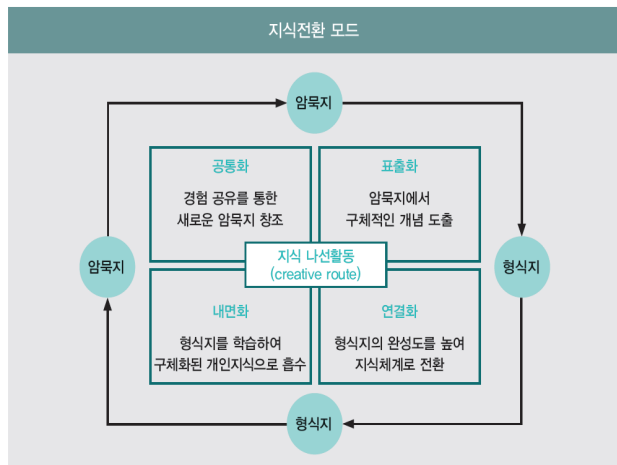 지식전환 모드
암묵지
공통화
경험 공유를 통한
새로운 암묵지 창조
표출화
암묵지에서
구체적인 개념 도출
암묵지
지식 나선활동
(creative route)
형식지
내면화
형식지를 학습하여
구체화된 개인지식으로 흡수
연결화
형식지의 완성도를 높여
지식체계로 전환
형식지